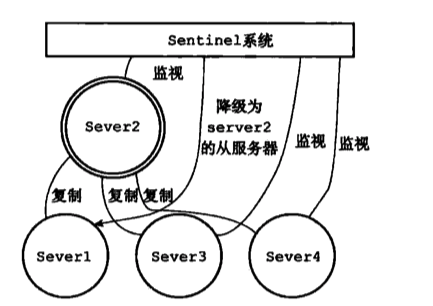 Sentinel系统
监视
降级为
server2
的从服务器
监视
监视
Sever2
复制
复制
复制
Sever1
Sever3
Sever4